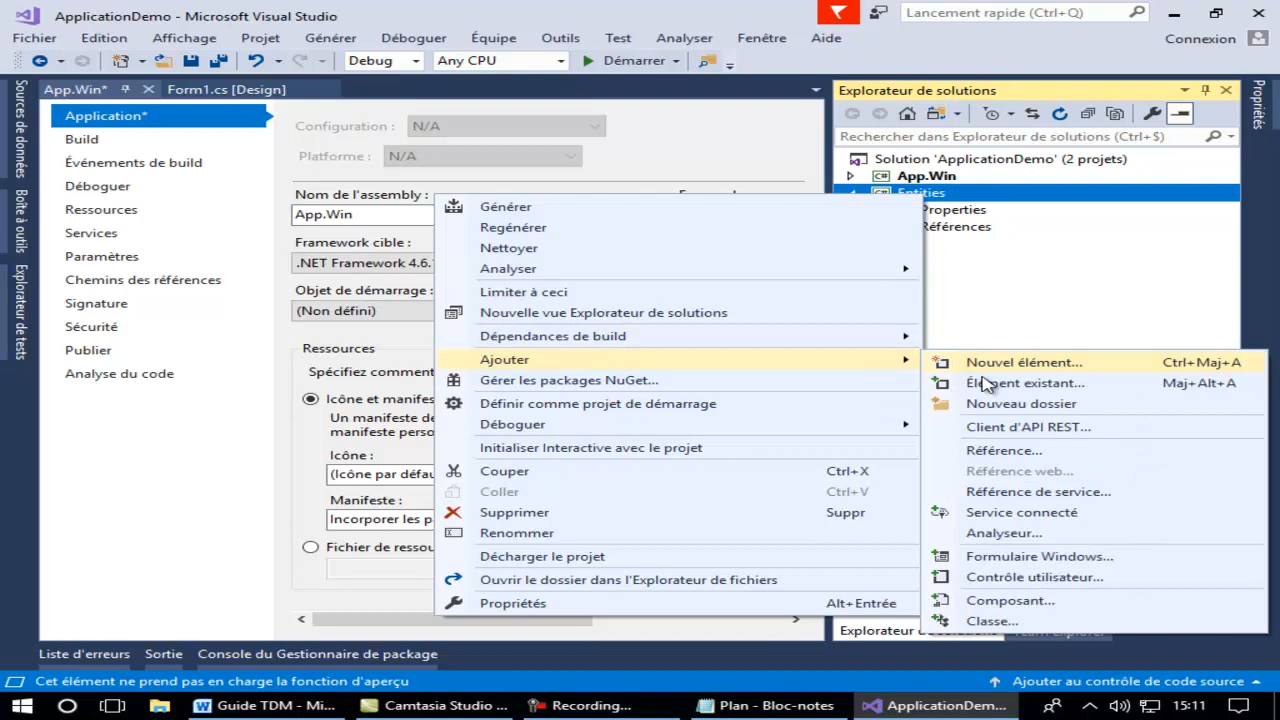 ApplicationDemo - Microsoft Visual Studio
Lancement rapide (Ctrl+Q)
Fichier Edition Affichage Projet Générer Déboguer Équipe Outils Test Analyser Fenêtre Aide
Connexion
Debug Any CPU Démarrer
Sources de données
Boîte à outils
Explorateur de tests
App.Win* Form1.cs [Design]
Application*
Build
Événements de build
Déboguer
Ressources
Services
Paramètres
Chemins des références
Signature
Sécurité
Publier
Analyse du code
Configuration : N/A
Platforme : N/A
Nom de l'assembly :
App.Win
Framework cible :
.NET Framework 4.6.
Objet de démarrage :
(Non défini)
Ressources
Spécifiez comment
Icône et manifes
Un manifeste de
manifeste perso
Icône :
(Icône par défau
Manifeste :
Incorporer les p
Fichier de ressou
Générer
Regénérer
Nettoyer
Analyser
Limiter à ceci
Nouvelle vue Explorateur de solutions
Dépendances de build
Ajouter
Gérer les packages NuGet...
Définir comme projet de démarrage
Déboguer
Initialiser Interactive avec le projet
Couper Ctrl+X
Coller Ctrl+V
Supprimer Suppr
Renommer
Décharger le projet
Ouvrir le dossier dans l'Explorateur de fichiers
Propriétés Alt+Entrée
Explorateur de solutions
Rechercher dans Explorateur de solutions (Ctrl+$)
Solution 'ApplicationDemo' (2 projets)
C# App.Win
C# Entities
Properties
Références
Nouvel élément... Ctrl+Maj+A
Élément existant... Maj+Alt+A
Nouveau dossier
Client d'API REST...
Référence...
Référence web...
Référence de service...
Service connecté
Analyseur...
Formulaire Windows...
Contrôle utilisateur...
Composant...
Classe...
Explorateur de solutions Team Explorer
Propriétés
Liste d'erreurs Sortie Console du Gestionnaire de package
Cet élément ne prend pas en charge la fonction d'aperçu
Ajouter au contrôle de code source
Guide TDM - Mi... Camtasia Studio ... Recording... Plan - Bloc-notes ApplicationDem...
15:11